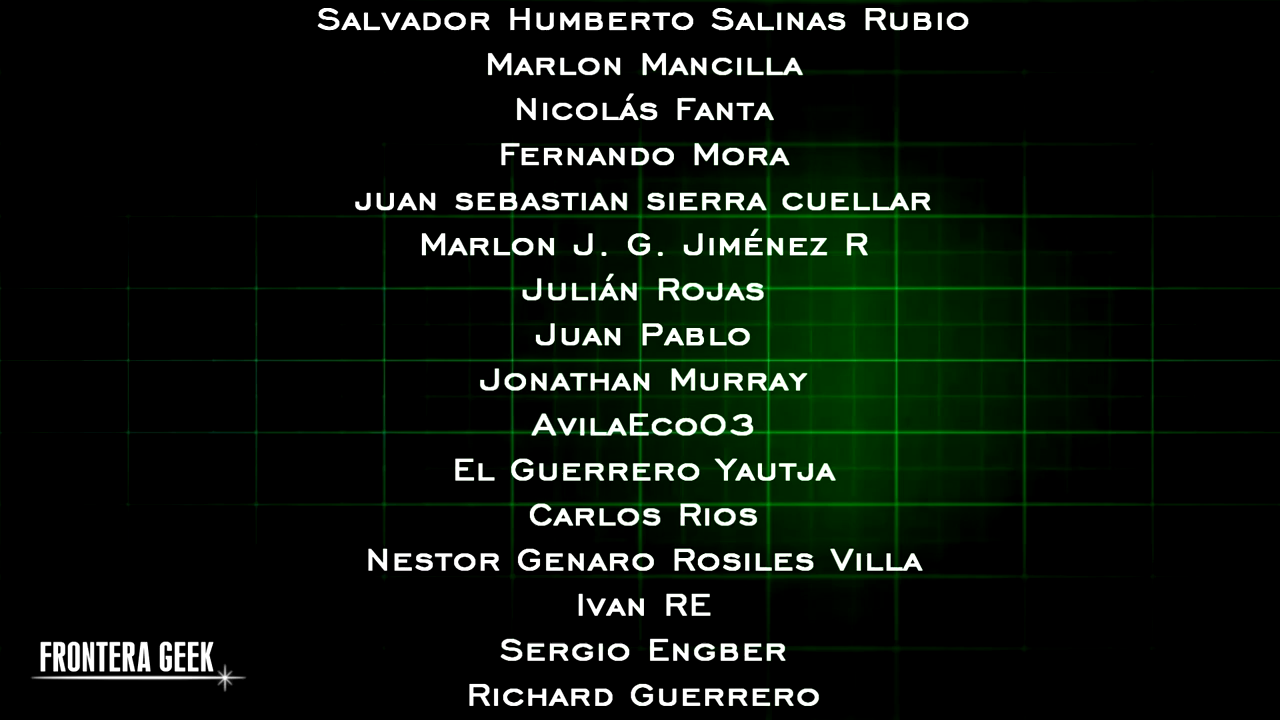 Salvador Humberto Salinas Rubio
Marlon Mancilla
Nicolás Fanta
Fernando Mora
juan sebastian sierra cuellar
Marlon J. G. Jiménez R
Julián Rojas
Juan Pablo
Jonathan Murray
AvilaEco03
El Guerrero Yautja
Carlos Rios
Nestor Genaro Rosiles Villa
Ivan RE
Sergio Engber
Richard Guerrero
FRONTERA GEEK